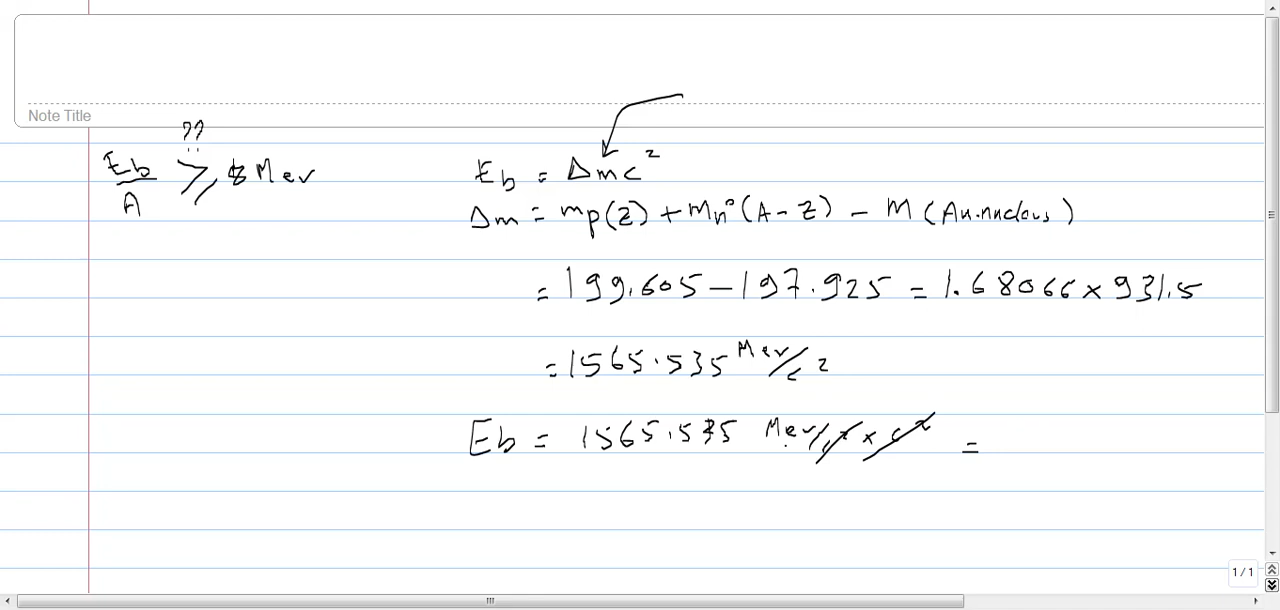 Note Title
??
Eb/A ≥ 8 Mev
Eb = Δmc²
Δm = mp(Z) + Mn°(A-Z) - M(Au.nucleus)
= 199.605 - 197.925 = 1.68066 × 931.5
= 1565.535 Mev/c²
Eb = 1565.535 Mev/c² × c² =
1 / 1